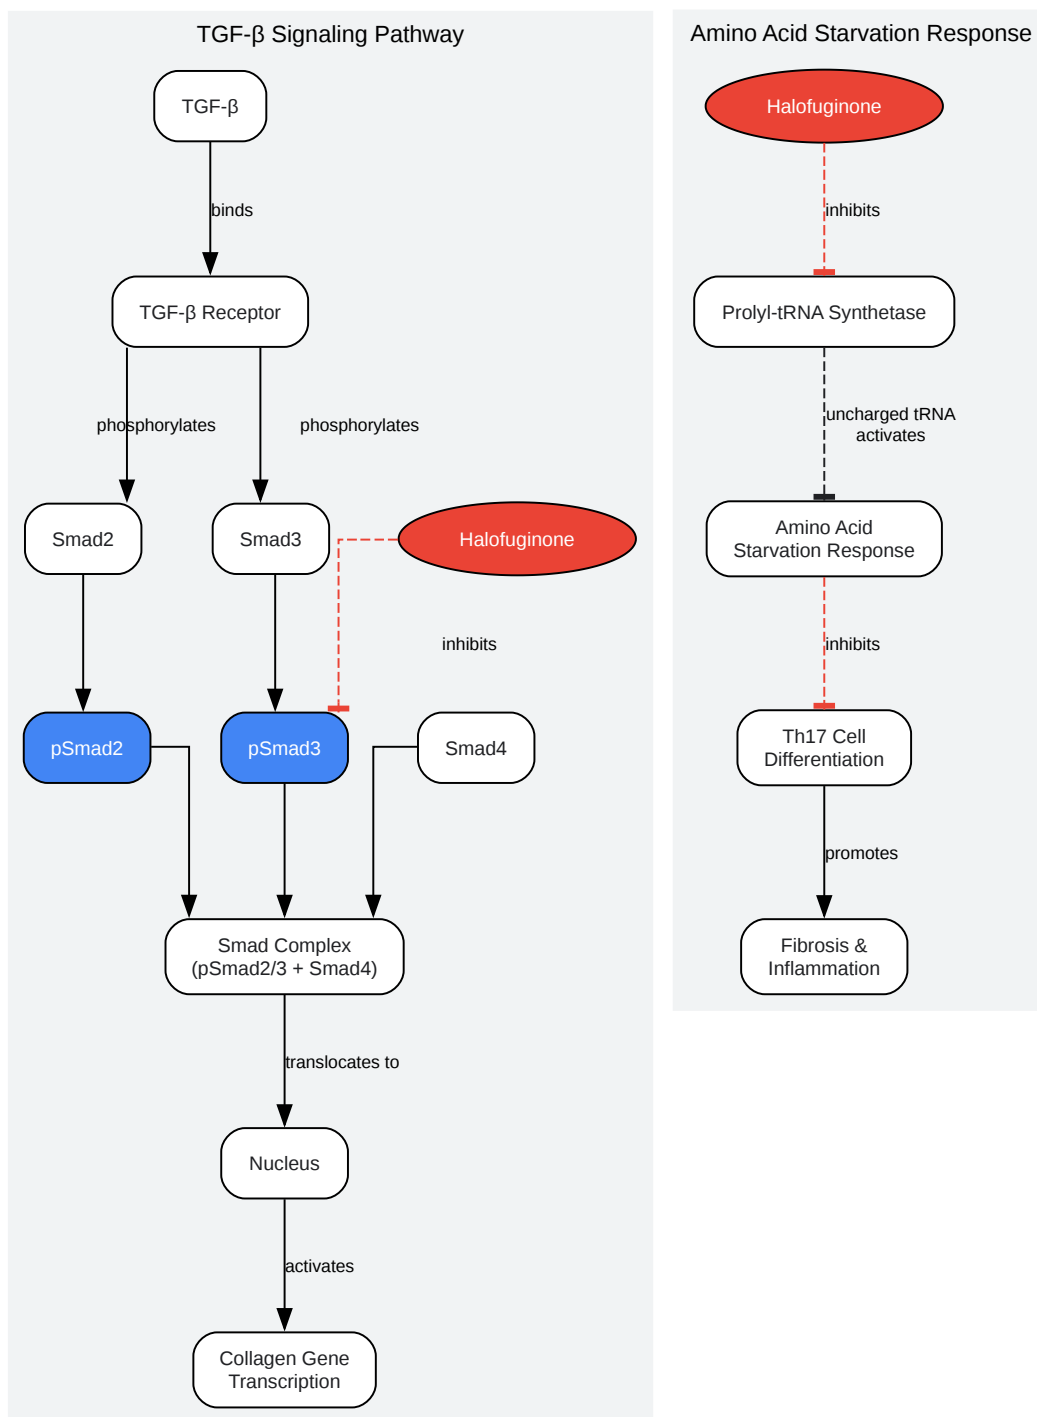 TGF-β Signaling Pathway
TGF-β
binds
TGF-β Receptor
phosphorylates
phosphorylates
Smad2
Smad3
Halofuginone
inhibits
pSmad2
pSmad3
Smad4
Smad Complex
(pSmad2/3 + Smad4)
translocates to
Nucleus
activates
Collagen Gene
Transcription
Amino Acid Starvation Response
Halofuginone
inhibits
Prolyl-tRNA Synthetase
uncharged tRNA
activates
Amino Acid
Starvation Response
inhibits
Th17 Cell
Differentiation
promotes
Fibrosis &
Inflammation